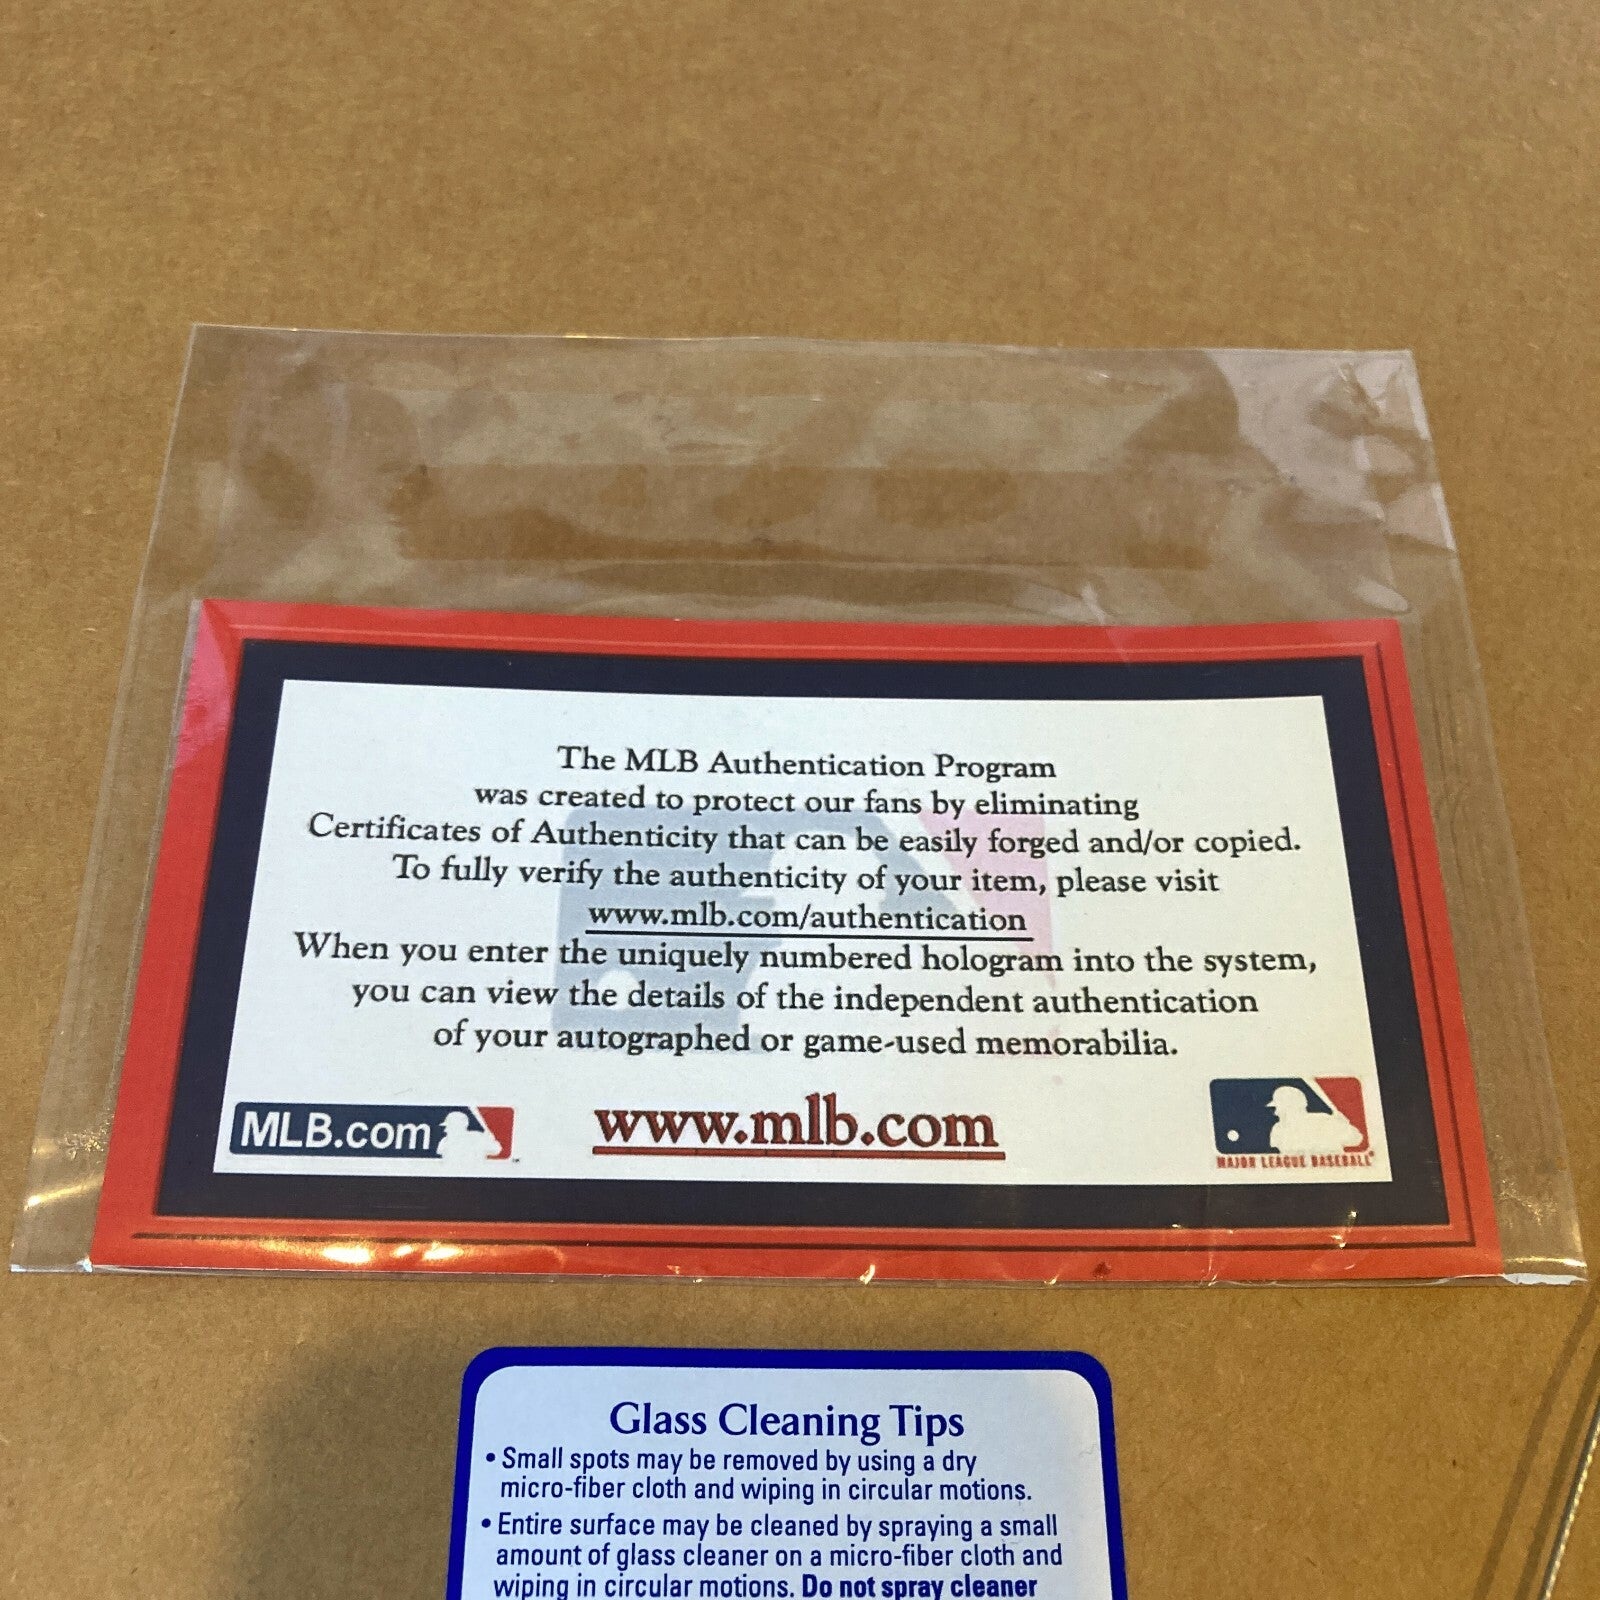 The MLB Authentication Program
was created to protect our fans by eliminating
Certificates of Authenticity that can be easily forged and/or copied.
To fully verify the authenticity of your item, please visit
www.mlb.com/authentication
When you enter the uniquely numbered hologram into the system,
you can view the details of the independent authentication
of your autographed or game-used memorabilia.
MLB.com
www.mlb.com
MAJOR LEAGUE BASEBALL
Glass Cleaning Tips
• Small spots may be removed by using a dry
micro-fiber cloth and wiping in circular motions.
• Entire surface may be cleaned by spraying a small
amount of glass cleaner on a micro-fiber cloth and
wiping in circular motions. Do not spray cleaner